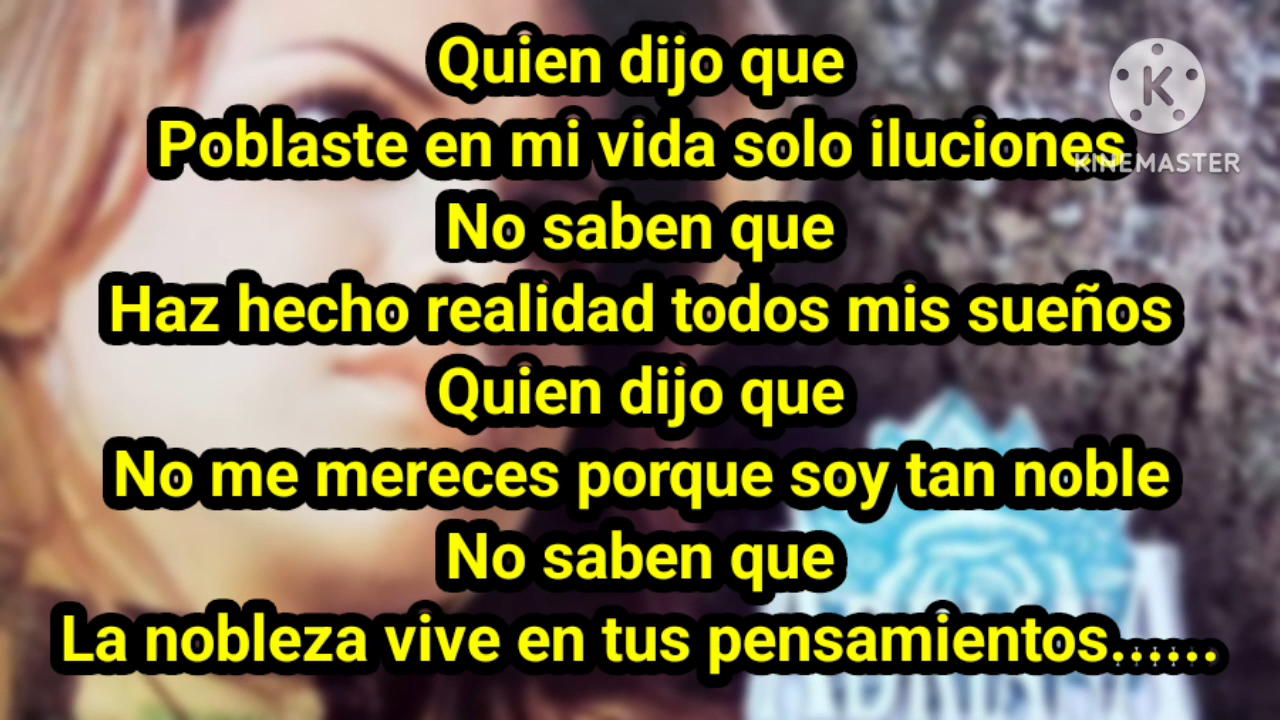 Quien dijo que
Poblaste en mi vida solo iluciones
KINEMASTER
No saben que
Haz hecho realidad todos mis sueños
Quien dijo que
No me mereces porque soy tan noble
No saben que
La nobleza vive en tus pensamientos......